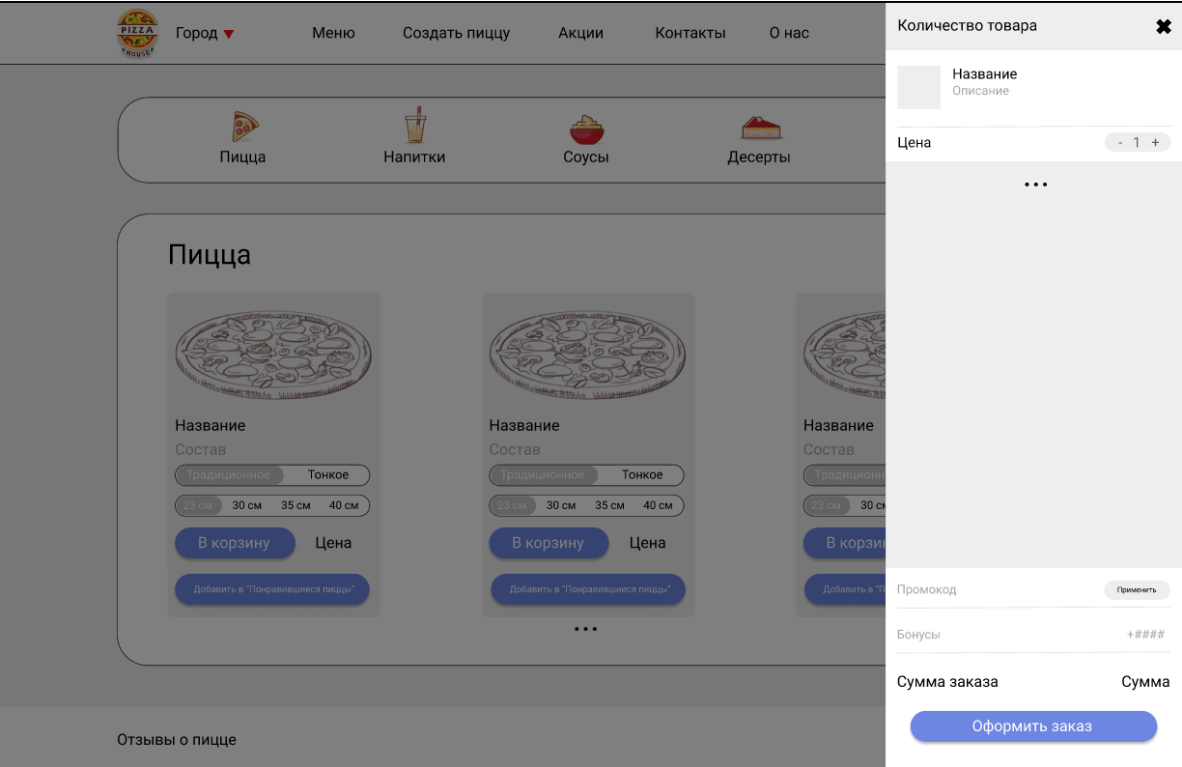 PIZZA
HOUSE
Город ▼ Меню Создать пиццу Акции Контакты О нас
Пицца Напитки Соусы Десерты
Пицца
Название Название Название
Состав Состав Состав
Традиционное Тонкое Традиционное Тонкое
23 см 30 см 35 см 40 см 23 см 30 см 35 см 40 см 23 см
В корзину Цена В корзину Цена
Добавить в "Понравившиеся пиццы" Добавить в "Понравившиеся пиццы" Добавить в
...
Отзывы о пицце
Количество товара ✖
Название
Описание
Цена - 1 +
...
Промокод Применить
Бонусы +####
Сумма заказа Сумма
Оформить заказ